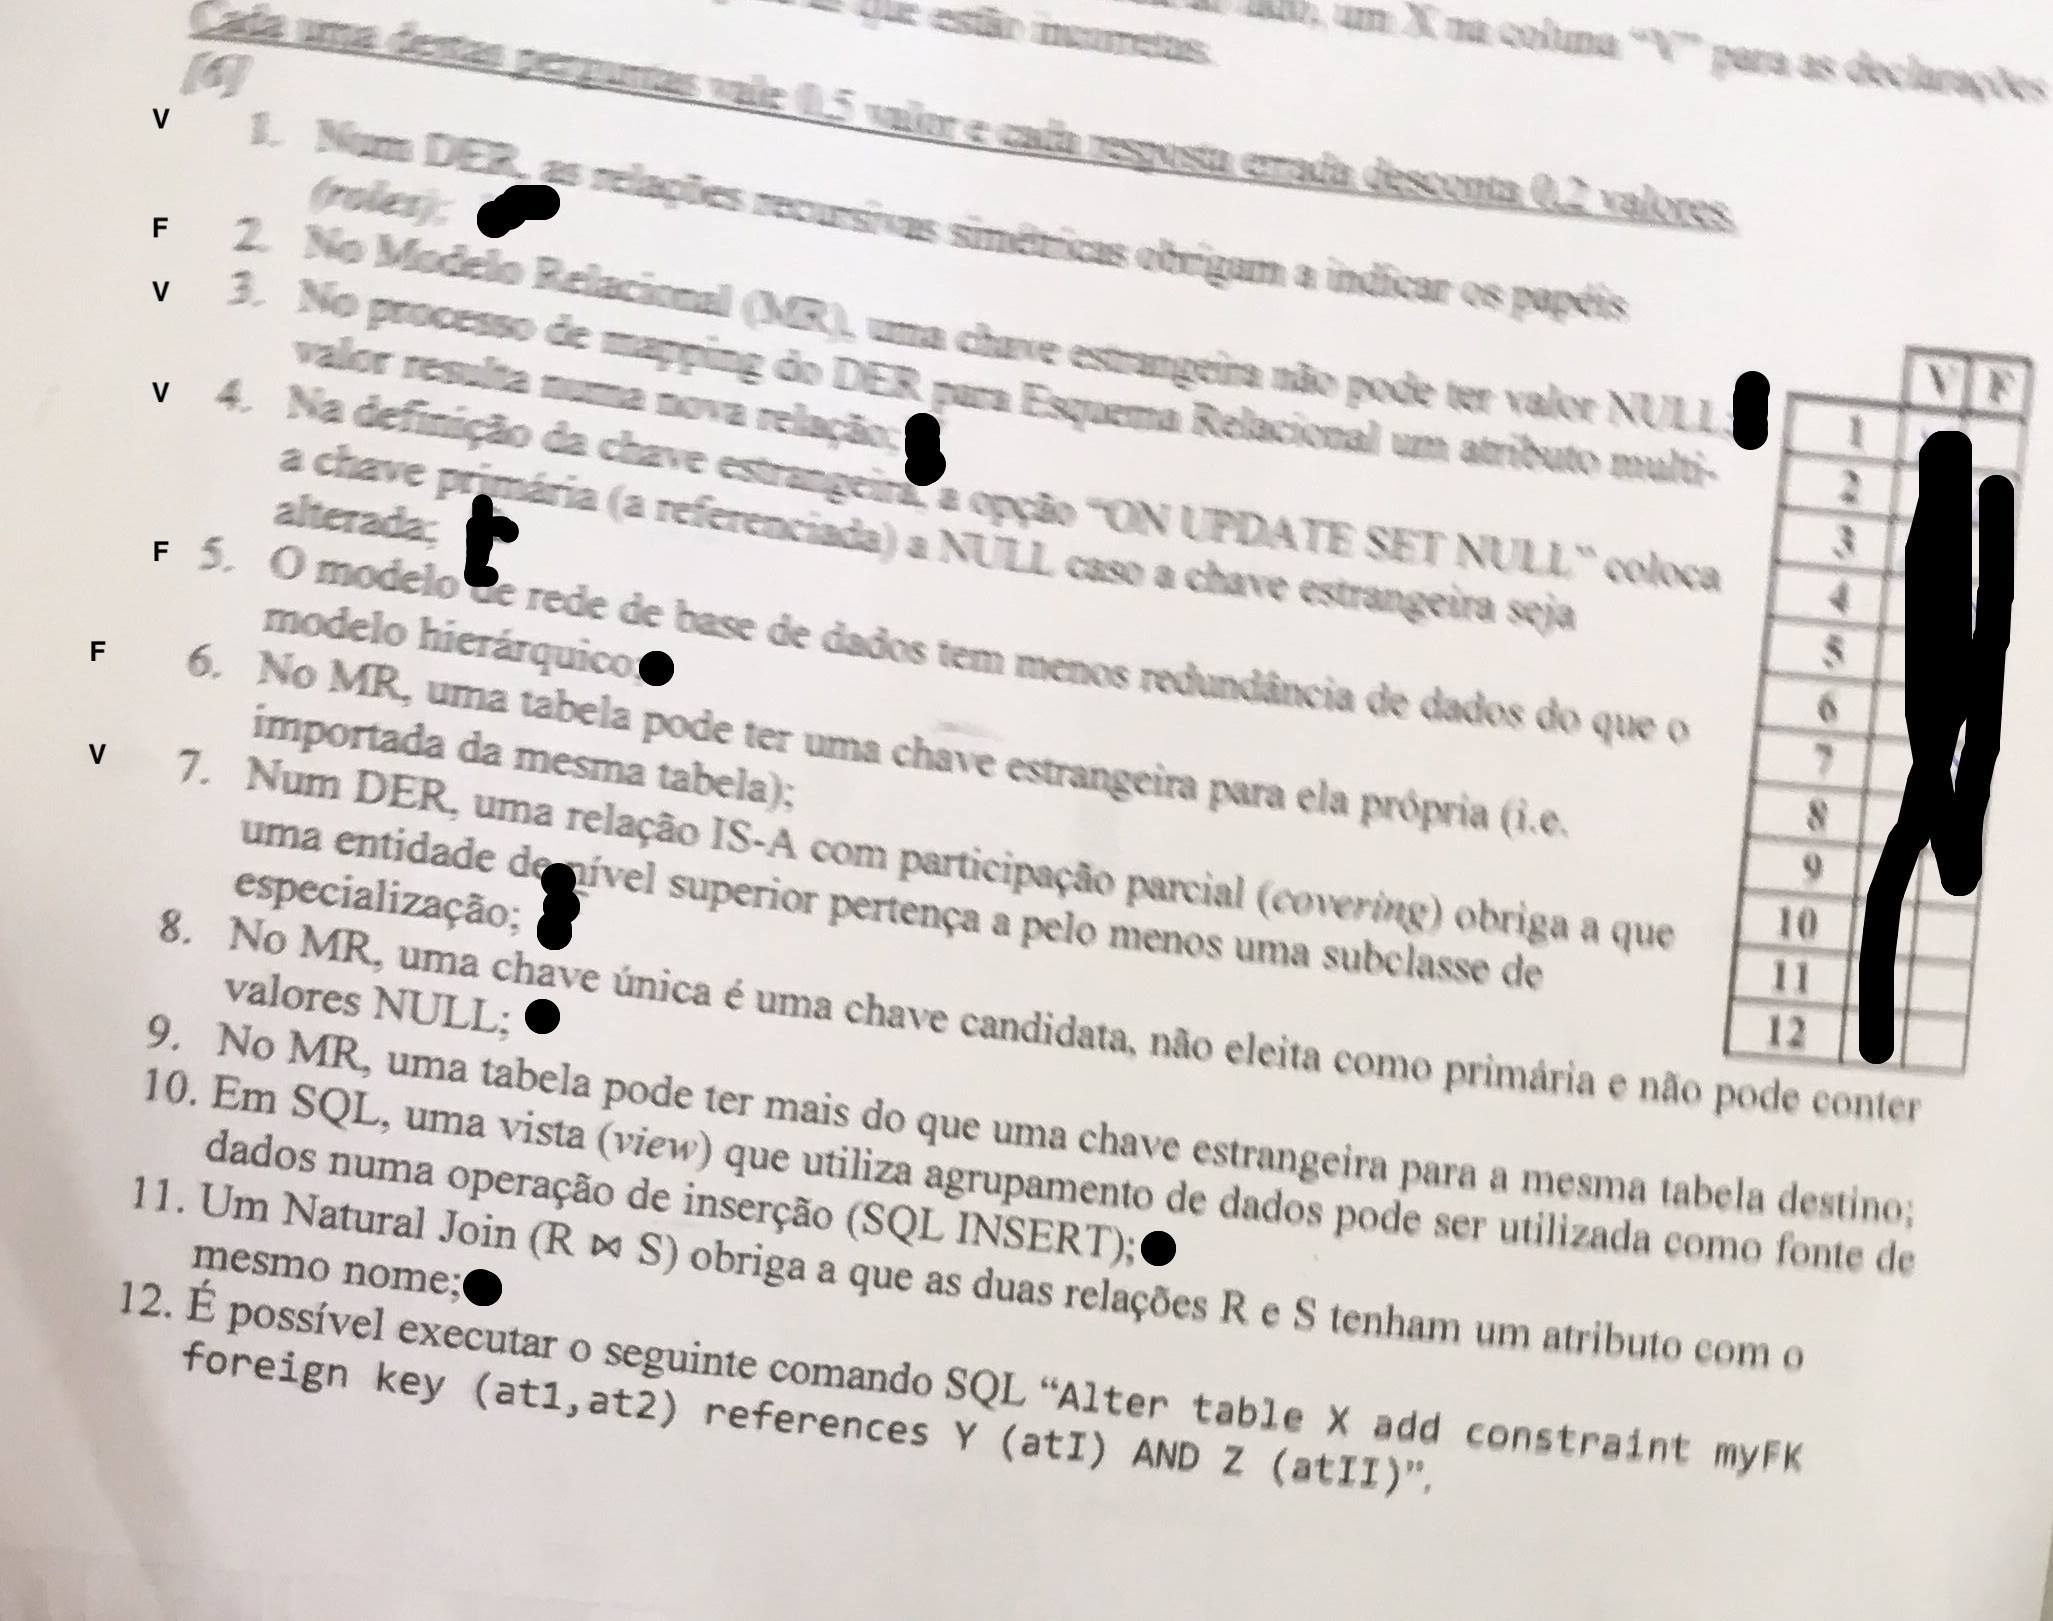 que estão incorretas. um X na coluna “V” para as declarações
Cada uma destas perguntas vale 0.5 valor e cada resposta errada desconta 0.2 valores.
[6]
V
1. Num DER, as relações recursivas simétricas obrigam a indicar os papéis
(roles);
F
2. No Modelo Relacional (MR), uma chave estrangeira não pode ter valor NULL;
V
3. No processo de mapping do DER para Esquema Relacional um atributo multi-
valor resulta numa nova relação;
V
4. Na definição da chave estrangeira, a opção “ON UPDATE SET NULL” coloca
a chave primária (a referenciada) a NULL caso a chave estrangeira seja
alterada;
F
5. O modelo de rede de base de dados tem menos redundância de dados do que o
modelo hierárquico;
F
6. No MR, uma tabela pode ter uma chave estrangeira para ela própria (i.e.
importada da mesma tabela);
V
7. Num DER, uma relação IS-A com participação parcial (covering) obriga a que
uma entidade de nível superior pertença a pelo menos uma subclasse de
especialização;
8. No MR, uma chave única é uma chave candidata, não eleita como primária e não pode conter
valores NULL;
9. No MR, uma tabela pode ter mais do que uma chave estrangeira para a mesma tabela destino;
10. Em SQL, uma vista (view) que utiliza agrupamento de dados pode ser utilizada como fonte de
dados numa operação de inserção (SQL INSERT);
11. Um Natural Join (R ⋈ S) obriga a que as duas relações R e S tenham um atributo com o
mesmo nome;
12. É possível executar o seguinte comando SQL “Alter table X add constraint myFK
foreign key (at1,at2) references Y (atI) AND Z (atII)”.
V F
1
2
3
4
5
6
7
8
9
10
11
12